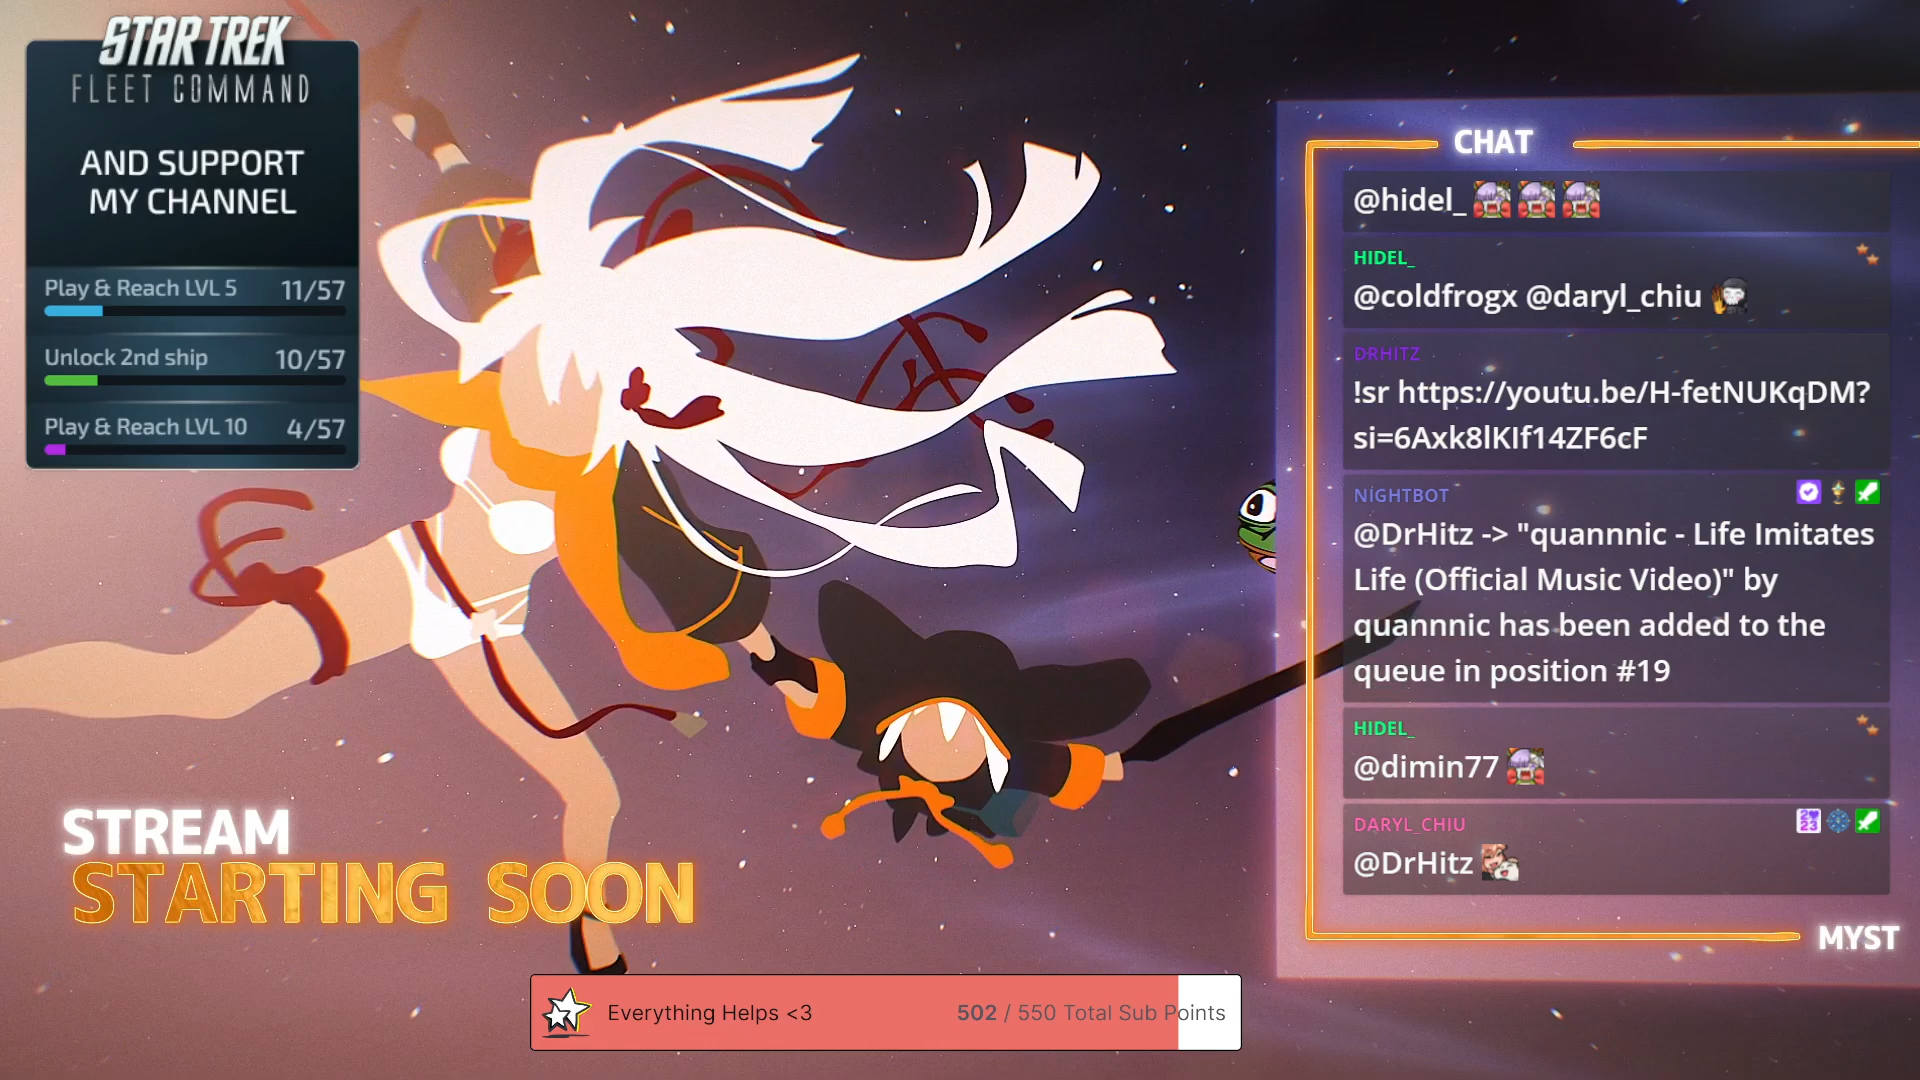 STAR TREK
FLEET COMMAND
AND SUPPORT
MY CHANNEL
Play & Reach LVL 5 11/57
Unlock 2nd ship 10/57
Play & Reach LVL 10 4/57
STREAM
STARTING SOON
Everything Helps <3 502 / 550 Total Sub Points
CHAT
@hidel_
HIDEL_
@coldfrogx @daryl_chiu
DRHITZ
!sr https://youtu.be/H-fetNUKqDM?
si=6Axk8lKIf14ZF6cF
NIGHTBOT
@DrHitz -> "quannnic - Life Imitates
Life (Official Music Video)" by
quannnic has been added to the
queue in position #19
HIDEL_
@dimin77
DARYL_CHIU
@DrHitz
MYST